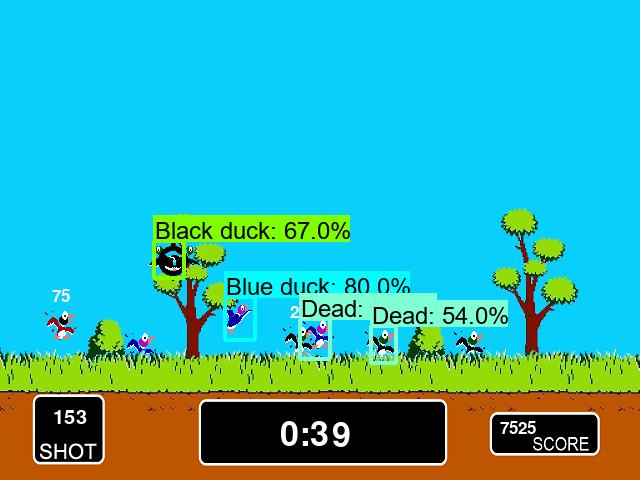 Black duck: 67.0%
Blue duck: 80.0%
75
2
Dead:
Dead: 54.0%
153
SHOT
0:39
7525
SCORE